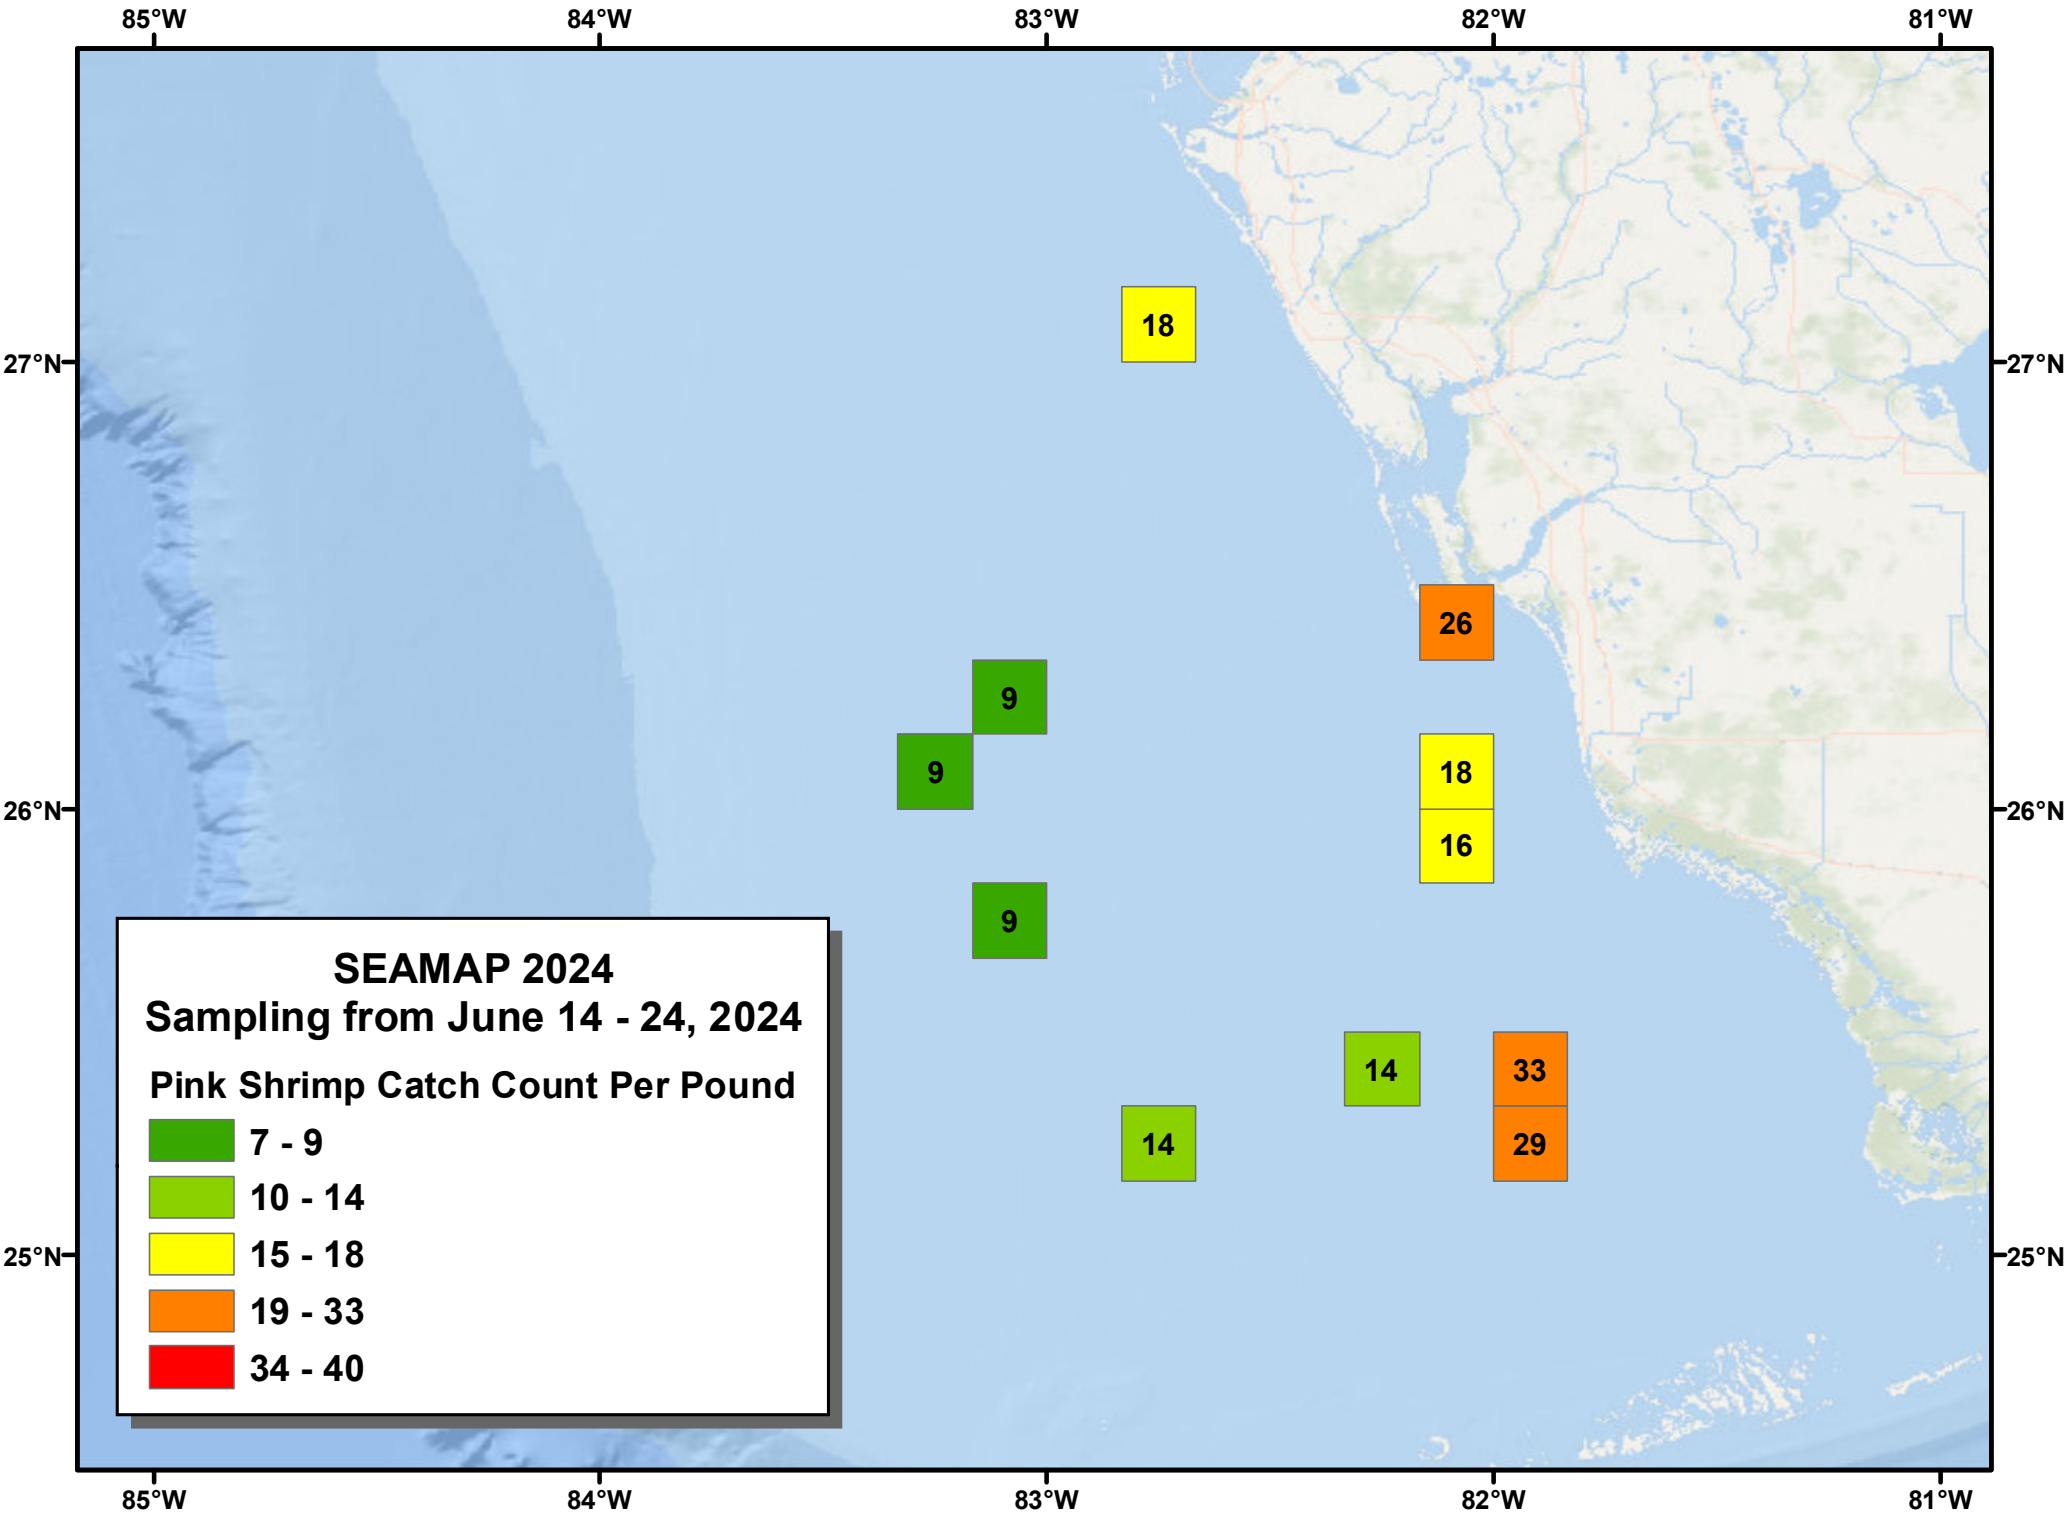 85°W 84°W 83°W 82°W 81°W
18
27°N 27°N
26
9
9 18
26°N 26°N
16
9
SEAMAP 2024
Sampling from June 14 - 24, 2024
14 33
Pink Shrimp Catch Count Per Pound
14 29
7 - 9
10 - 14
15 - 18
25°N 25°N
19 - 33
34 - 40
85°W 84°W 83°W 82°W 81°W